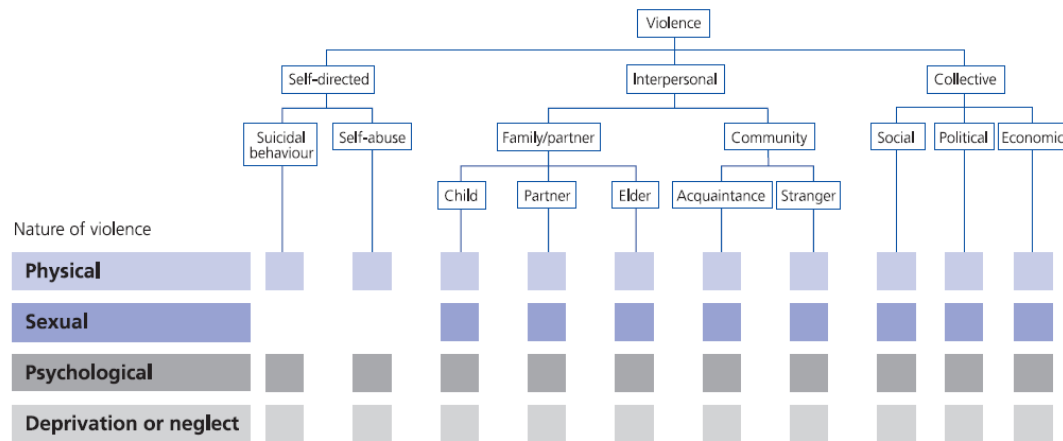 Violence
Self-directed
Interpersonal
Collective
Suicidal
behaviour
Self-abuse
Family/partner
Community
Social
Political
Economic
Child
Partner
Elder
Acquaintance
Stranger
Nature of violence
Physical
Sexual
Psychological
Deprivation or neglect